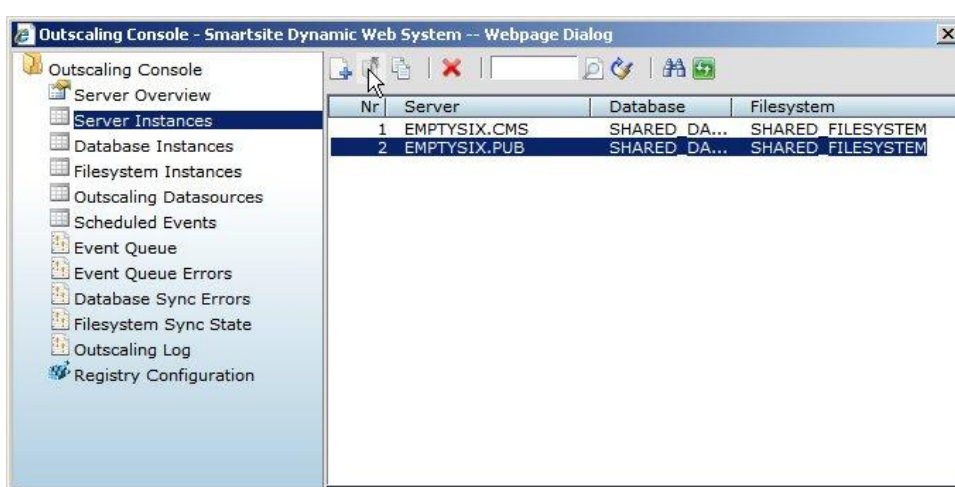 Outscaling Console - Smartsite Dynamic Web System -- Webpage Dialog
Outscaling Console
Server Overview
Server Instances
Database Instances
Filesystem Instances
Outscaling Datasources
Scheduled Events
Event Queue
Event Queue Errors
Database Sync Errors
Filesystem Sync State
Outscaling Log
Registry Configuration
Nr Server Database Filesystem
1 EMPTYSIX.CMS SHARED_DA... SHARED_FILESYSTEM
2 EMPTYSIX.PUB SHARED_DA... SHARED_FILESYSTEM